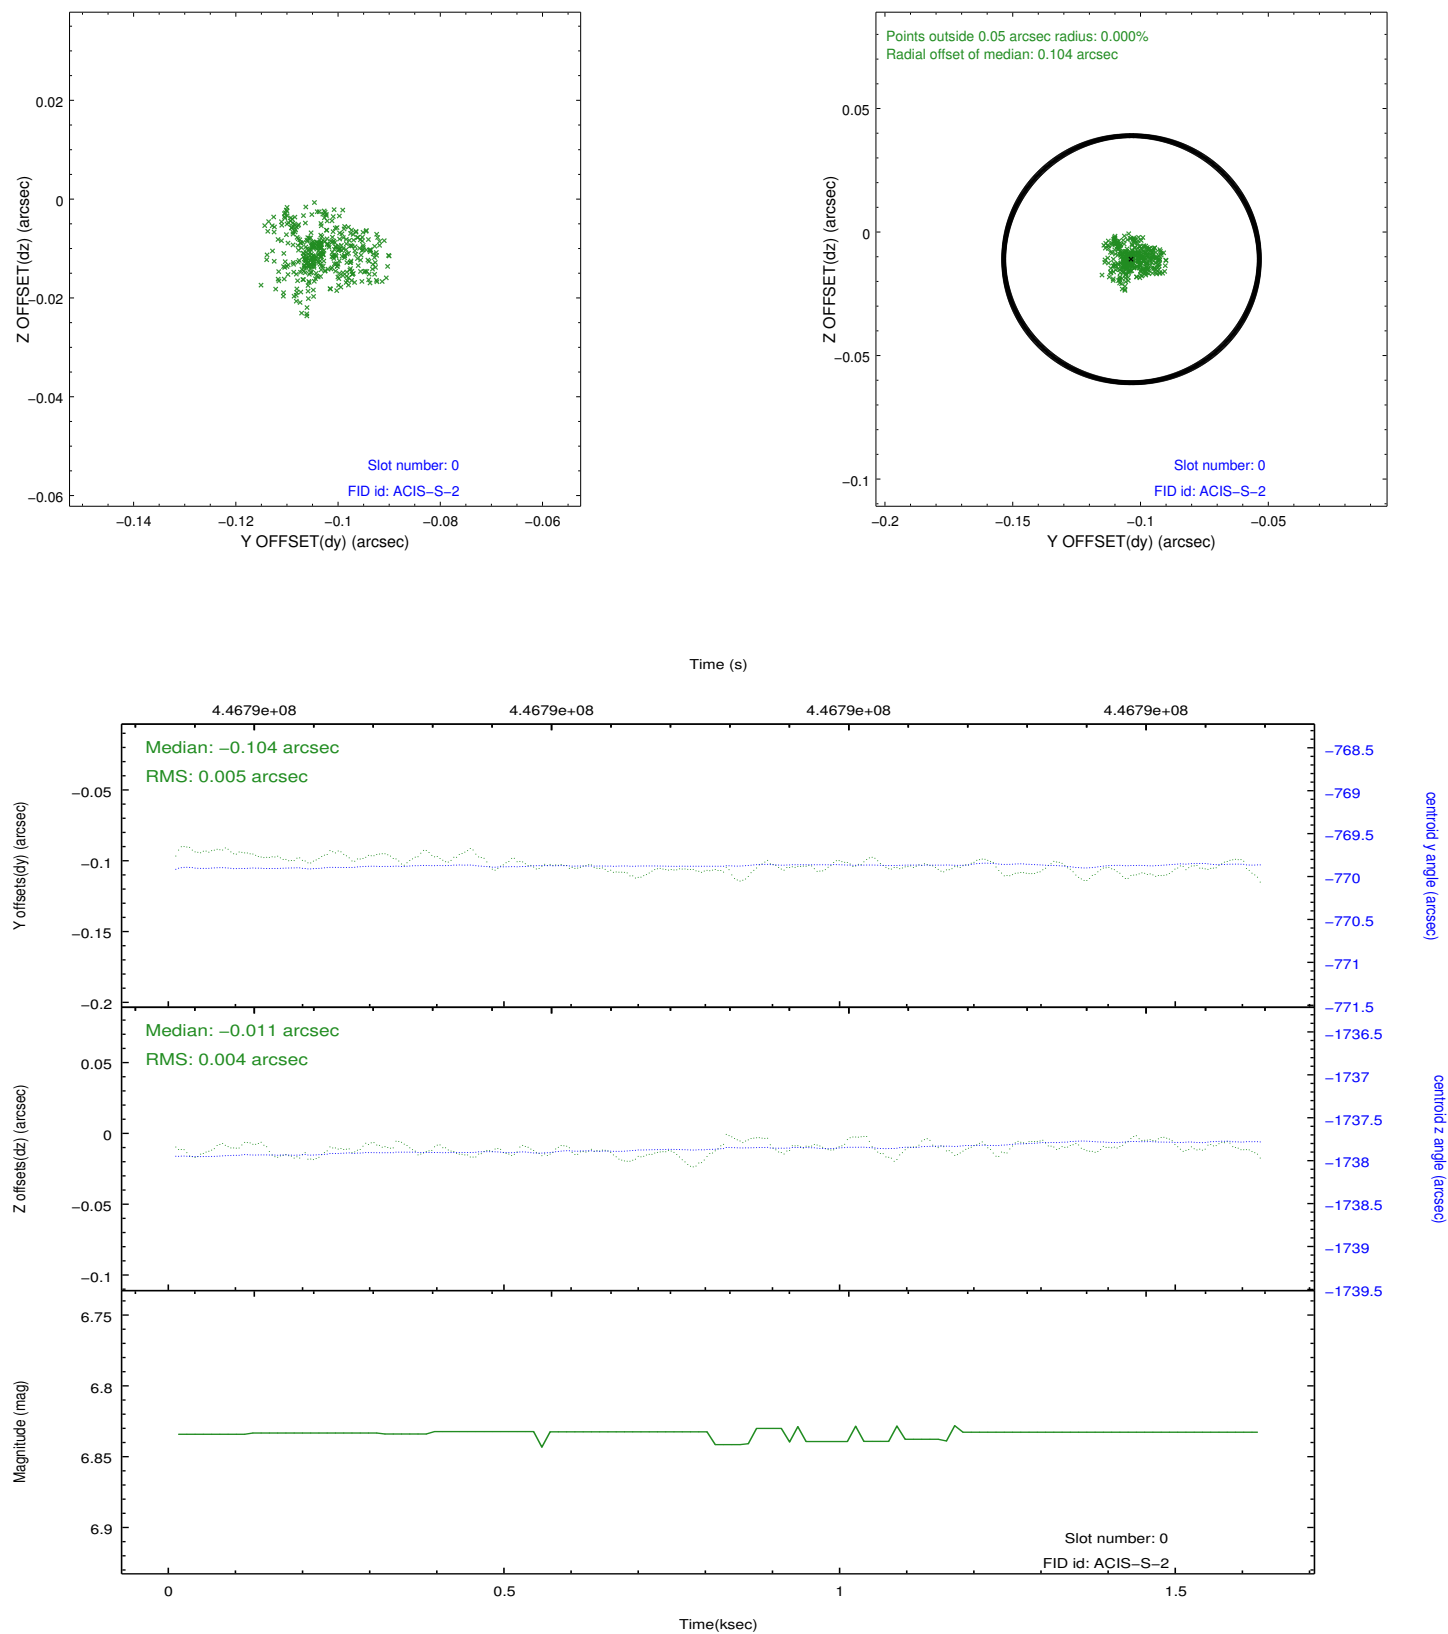 0.02
0
−0.02
−0.04
−0.06
Z OFFSET(dz) (arcsec)
Slot number: 0
FID id: ACIS−S−2
−0.14 −0.12 −0.1 −0.08 −0.06
Y OFFSET(dy) (arcsec)
Points outside 0.05 arcsec radius: 0.000%
Radial offset of median: 0.104 arcsec
0.05
0
−0.05
−0.1
Z OFFSET(dz) (arcsec)
Slot number: 0
FID id: ACIS−S−2
−0.2 −0.15 −0.1 −0.05
Y OFFSET(dy) (arcsec)
Time (s)
4.4679e+08 4.4679e+08 4.4679e+08 4.4679e+08
Median: −0.104 arcsec
RMS: 0.005 arcsec
−0.05
−0.1
−0.15
−0.2
Y offsets(dy) (arcsec)
−768.5
−769
−769.5
−770
−770.5
−771
−771.5
centroid y angle (arcsec)
Median: −0.011 arcsec
RMS: 0.004 arcsec
0.05
0
−0.05
−0.1
Z offsets(dz) (arcsec)
−1736.5
−1737
−1737.5
−1738
−1738.5
−1739
−1739.5
centroid z angle (arcsec)
6.75
6.8
6.85
6.9
Magnitude (mag)
Slot number: 0
FID id: ACIS−S−2
0 0.5 1 1.5
Time(ksec)